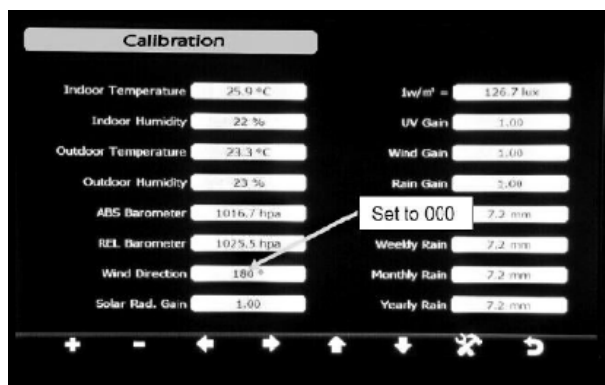 Calibration
Indoor Temperature 25.9 °C
Indoor Humidity 22 %
Outdoor Temperature 23.3 °C
Outdoor Humidity 23 %
ABS Barometer 1016.7 hpa
REL Barometer 1025.5 hpa
Wind Direction 180 °
Solar Rad. Gain 1.00
1w/m² = 126.7 lux
UV Gain 1.00
Wind Gain 1.00
Rain Gain 1.00
Set to 000
7.2 mm
Weekly Rain 7.2 mm
Monthly Rain 7.2 mm
Yearly Rain 7.2 mm